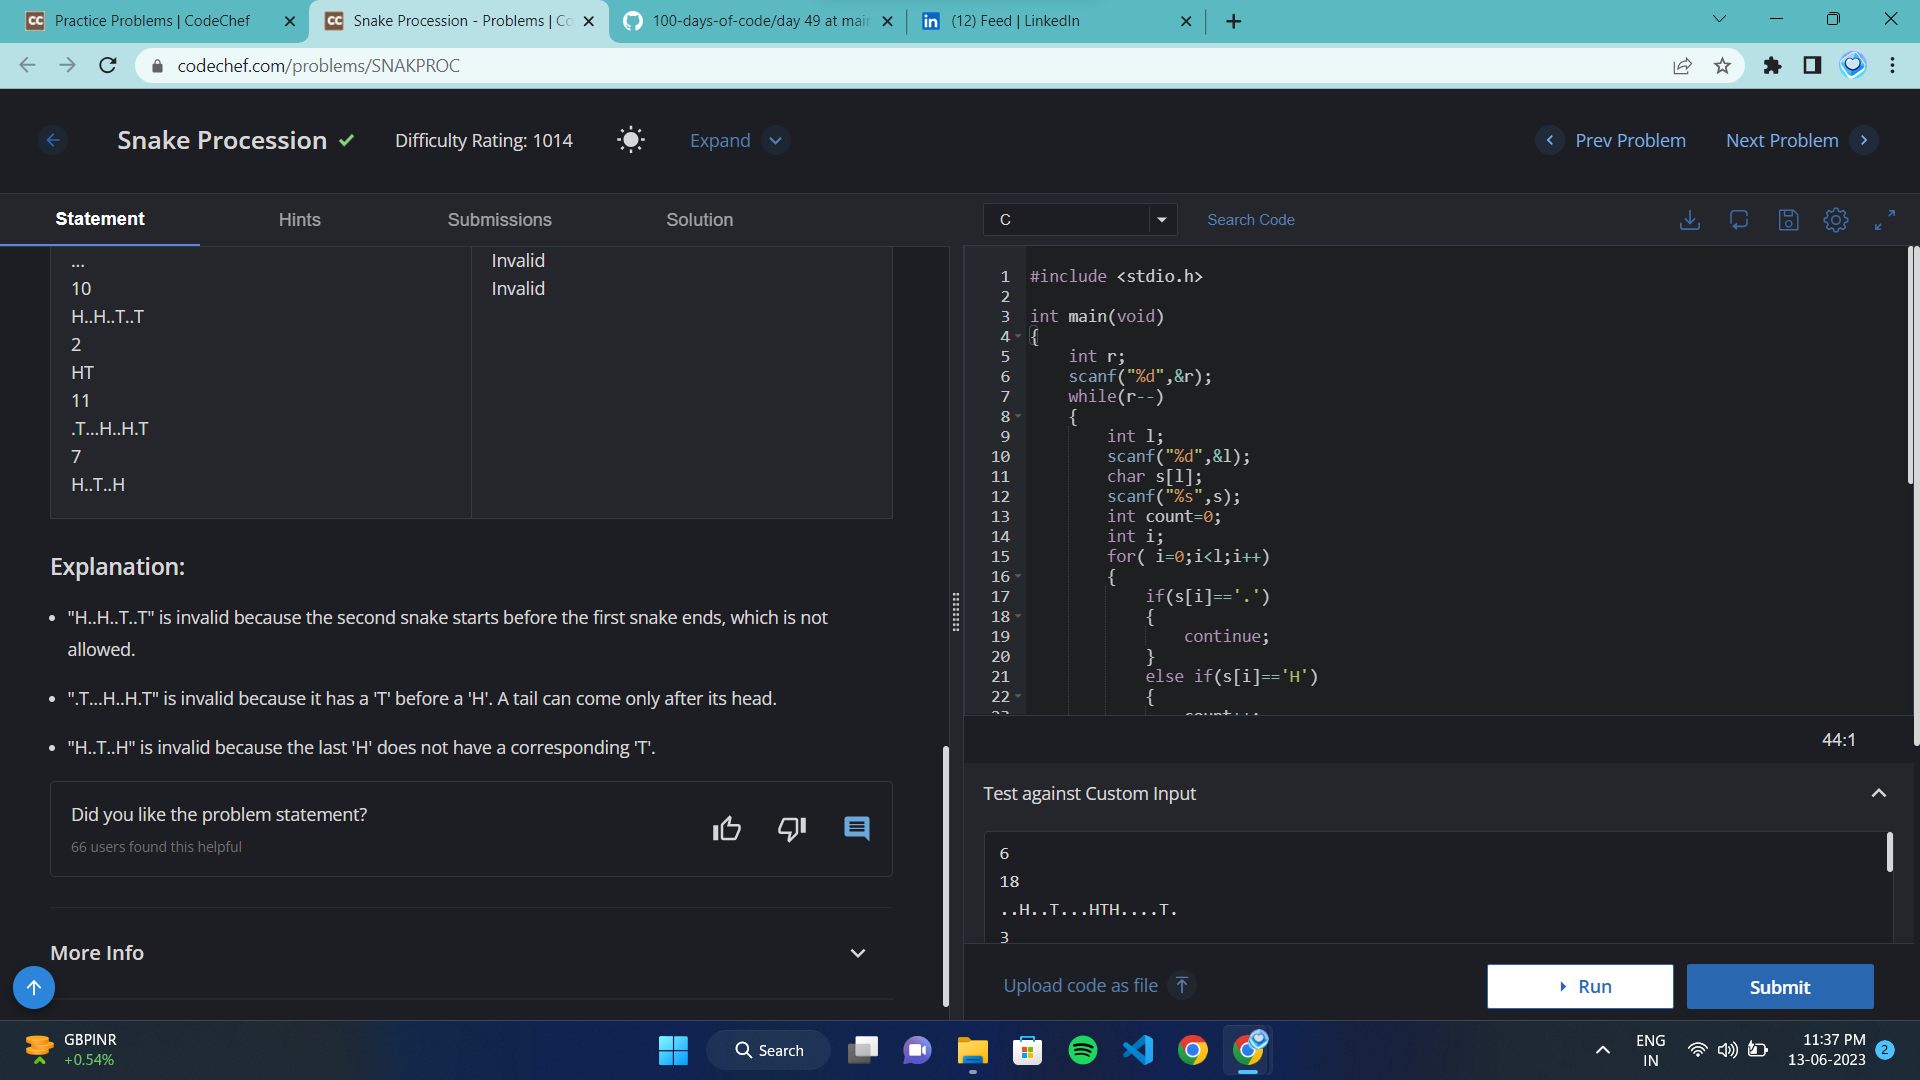 Practice Problems | CodeChef
Snake Procession - Problems | Co
100-days-of-code/day 49 at main
(12) Feed | LinkedIn
codechef.com/problems/SNAKPROC
Snake Procession
Difficulty Rating: 1014
Expand
Prev Problem
Next Problem
Statement
Hints
Submissions
Solution
C
Search Code
...
10
H..H..T..T
2
HT
11
.T...H..H.T
7
H..T..H
Invalid
Invalid
Explanation:
• "H..H..T..T" is invalid because the second snake starts before the first snake ends, which is not
allowed.
• ".T...H..H.T" is invalid because it has a 'T' before a 'H'. A tail can come only after its head.
• "H..T..H" is invalid because the last 'H' does not have a corresponding 'T'.
Did you like the problem statement?
66 users found this helpful
More Info
1 #include <stdio.h>
2
3 int main(void)
4 {
5 int r;
6 scanf("%d",&r);
7 while(r--)
8 {
9 int l;
10 scanf("%d",&l);
11 char s[l];
12 scanf("%s",s);
13 int count=0;
14 int i;
15 for( i=0;i<l;i++)
16 {
17 if(s[i]=='.')
18 {
19 continue;
20 }
21 else if(s[i]=='H')
22 {
23 count++;
44:1
Test against Custom Input
6
18
..H..T...HTH....T.
3
Upload code as file
Run
Submit
GBPINR
+0.54%
Search
ENG
IN
11:37 PM
13-06-2023
2